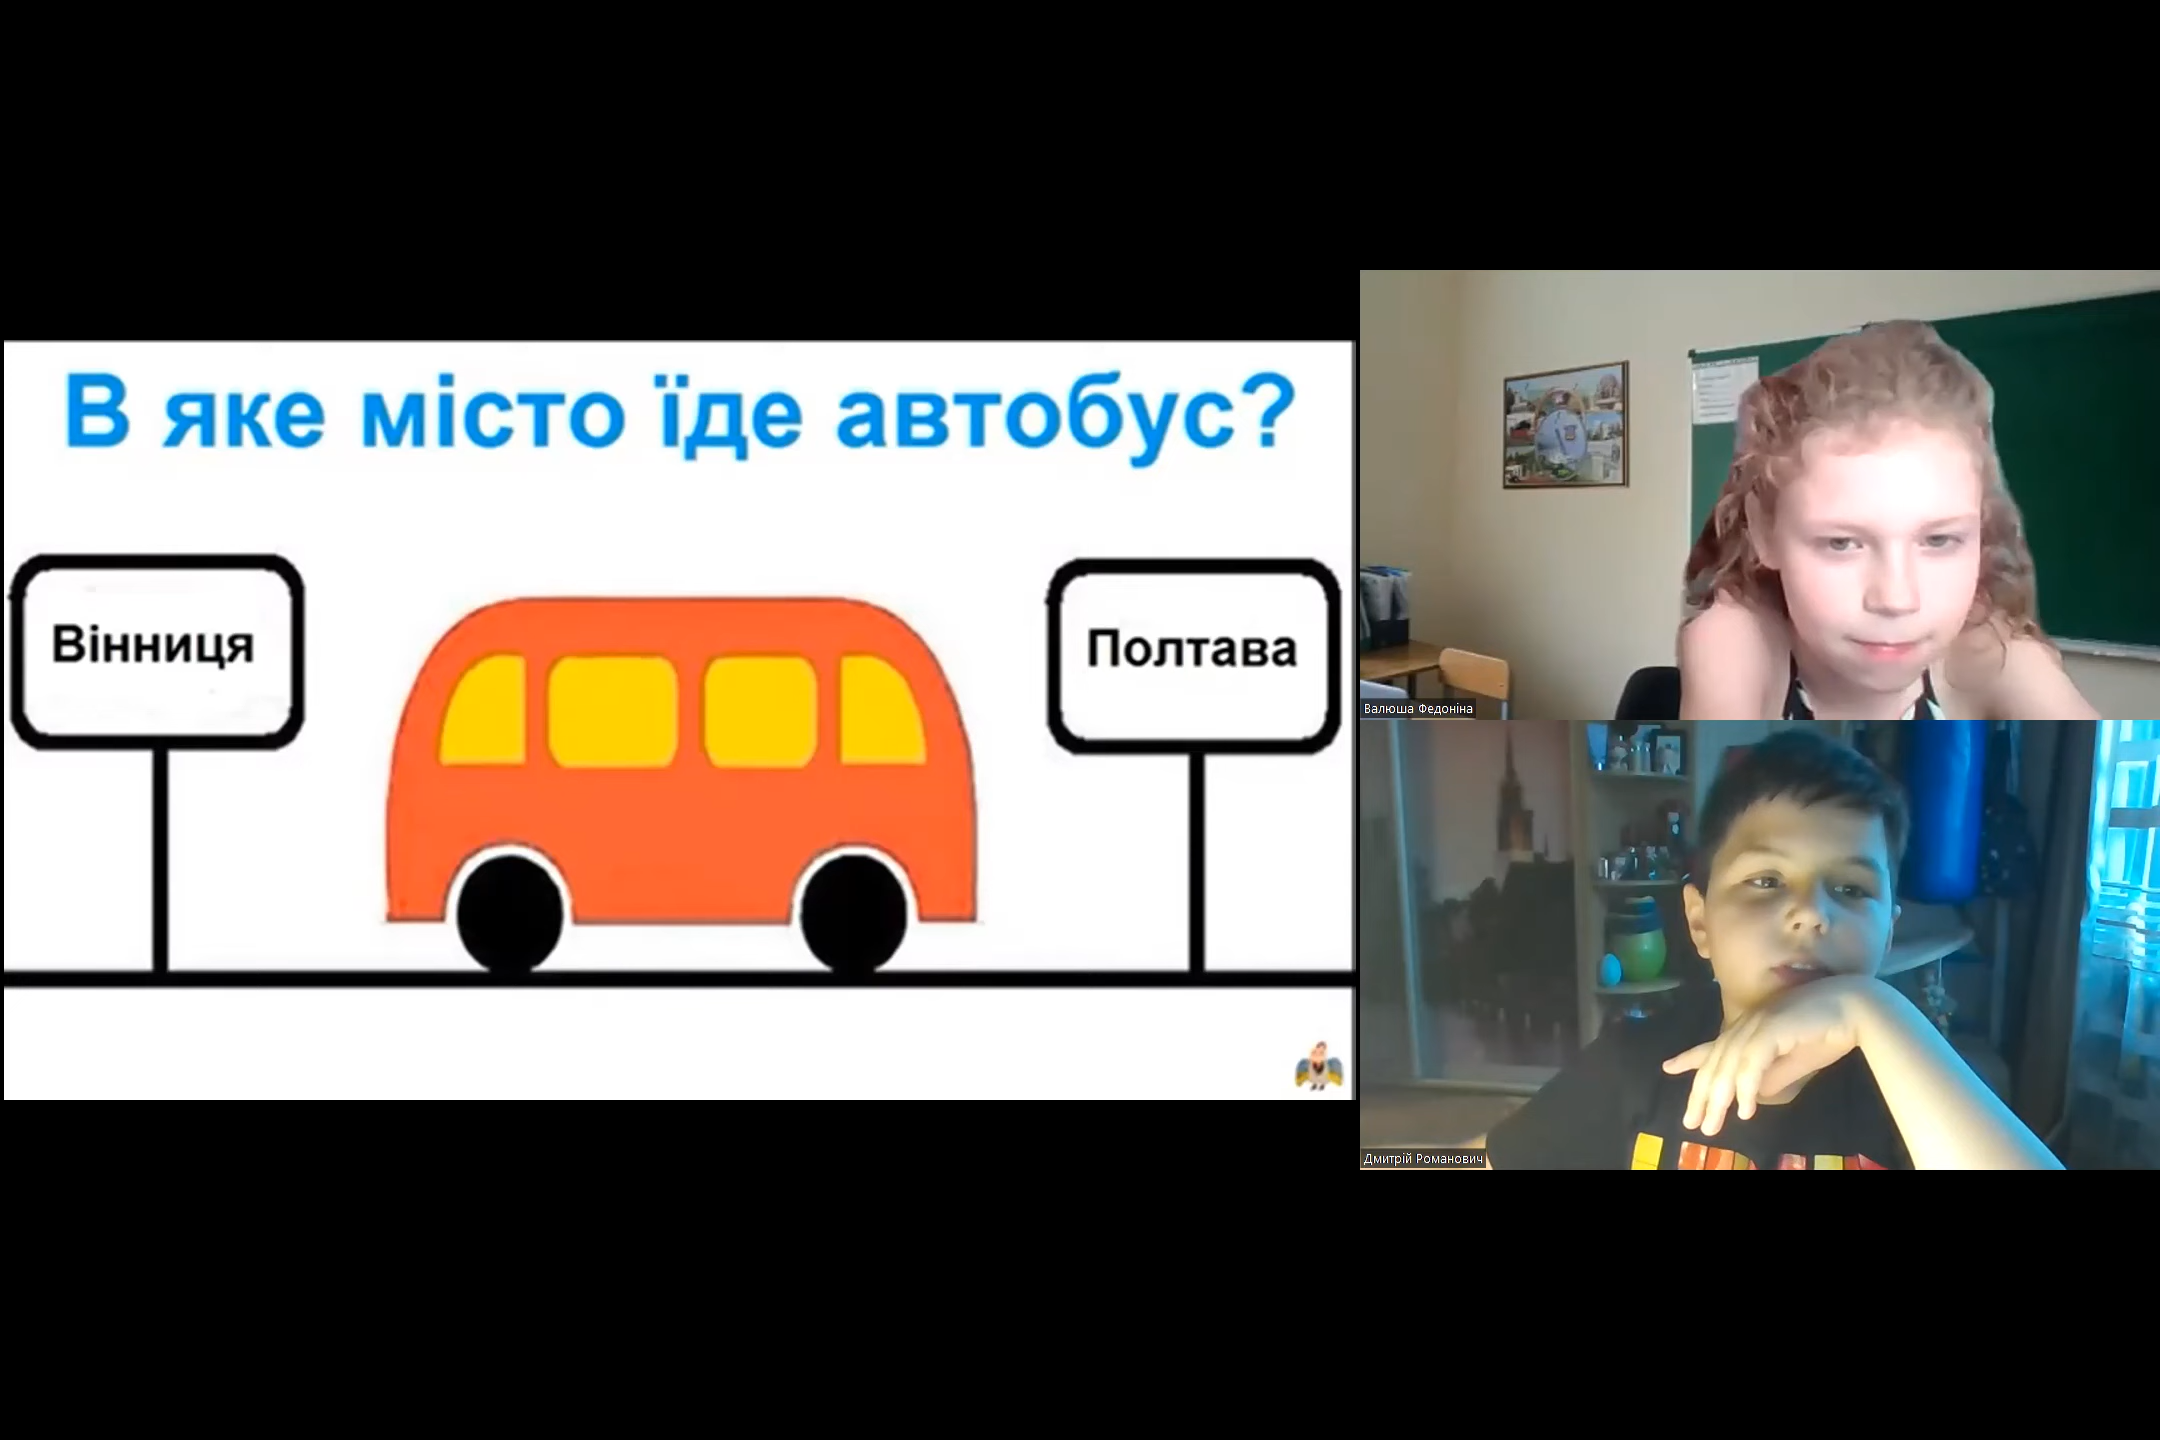 В яке місто їде автобус?
Вінниця
Полтава
Валюша Федоніна
Дмитрій Романович